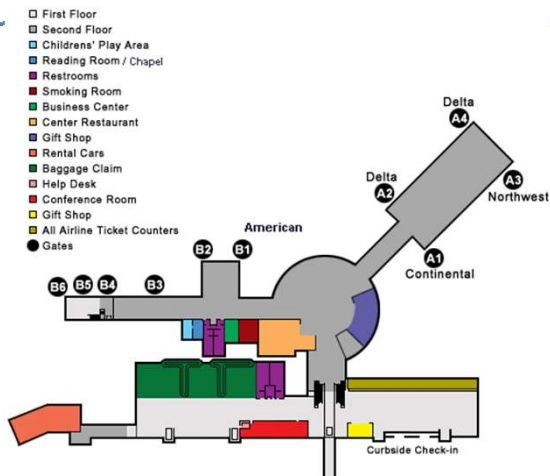 First Floor
Second Floor
Childrens' Play Area
Reading Room / Chapel
Restrooms
Smoking Room
Business Center
Center Restaurant
Gift Shop
Rental Cars
Baggage Claim
Help Desk
Conference Room
Gift Shop
All Airline Ticket Counters
Gates
Delta
A4
Delta
A2
A3
Northwest
American
B2
B1
A1
Continental
B6
B5
B4
B3
Curbside Check-in